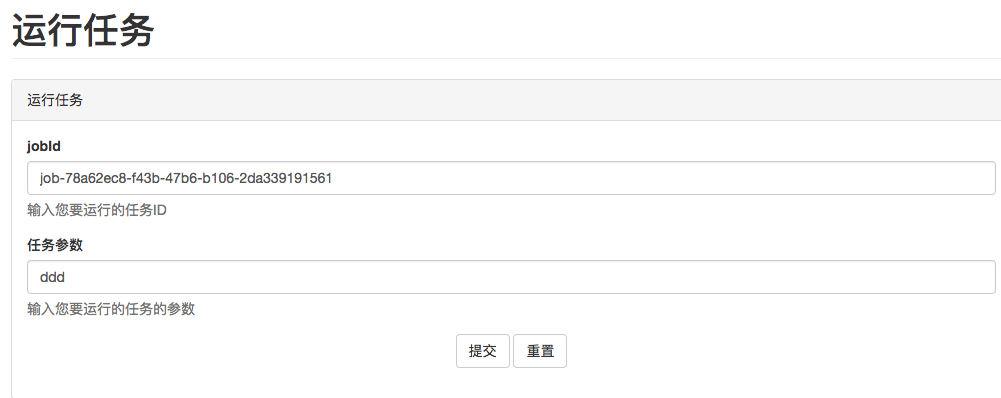 运行任务
运行任务
jobId
job-78a62ec8-f43b-47b6-b106-2da339191561
输入您要运行的任务ID
任务参数
ddd
输入您要运行的任务的参数
提交 重置